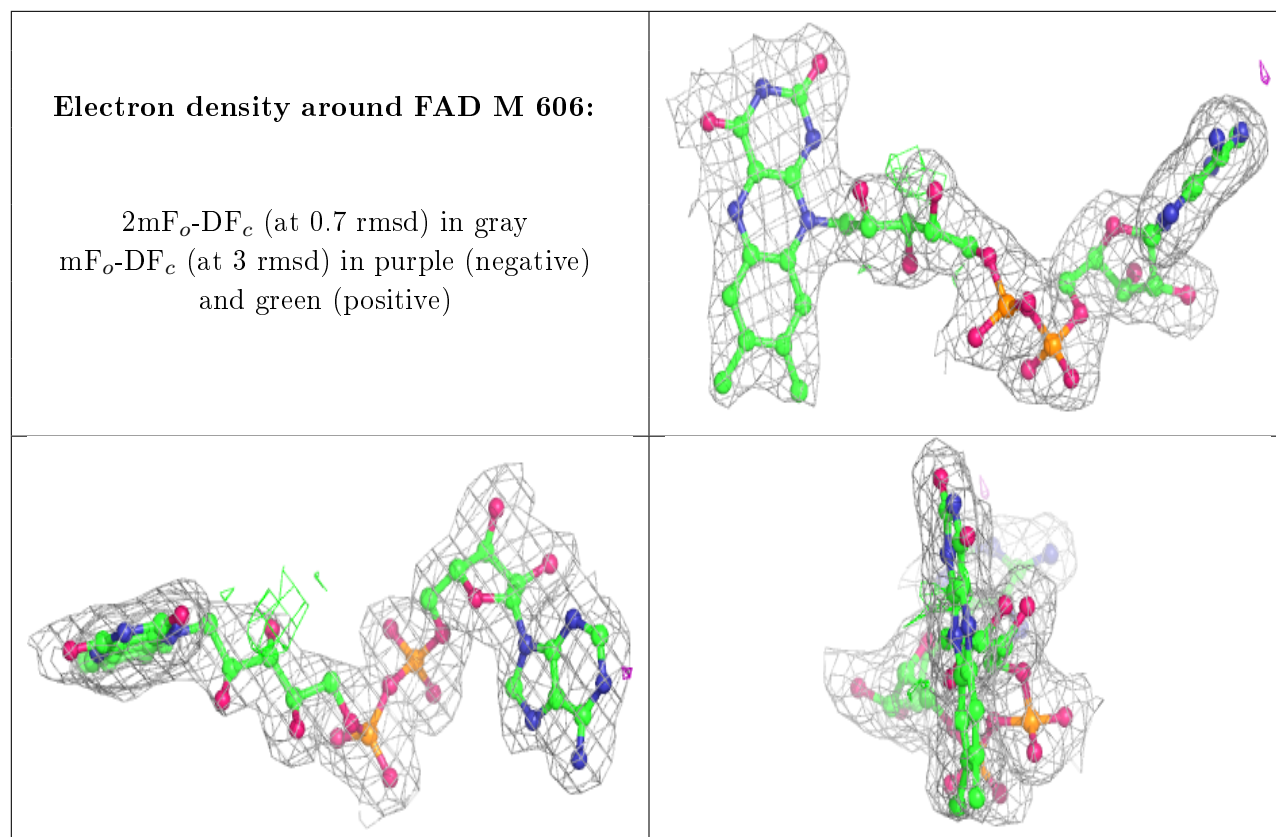 Electron density around FAD M 606:
2mFₒ-DF𝒸 (at 0.7 rmsd) in gray
mFₒ-DF𝒸 (at 3 rmsd) in purple (negative)
and green (positive)